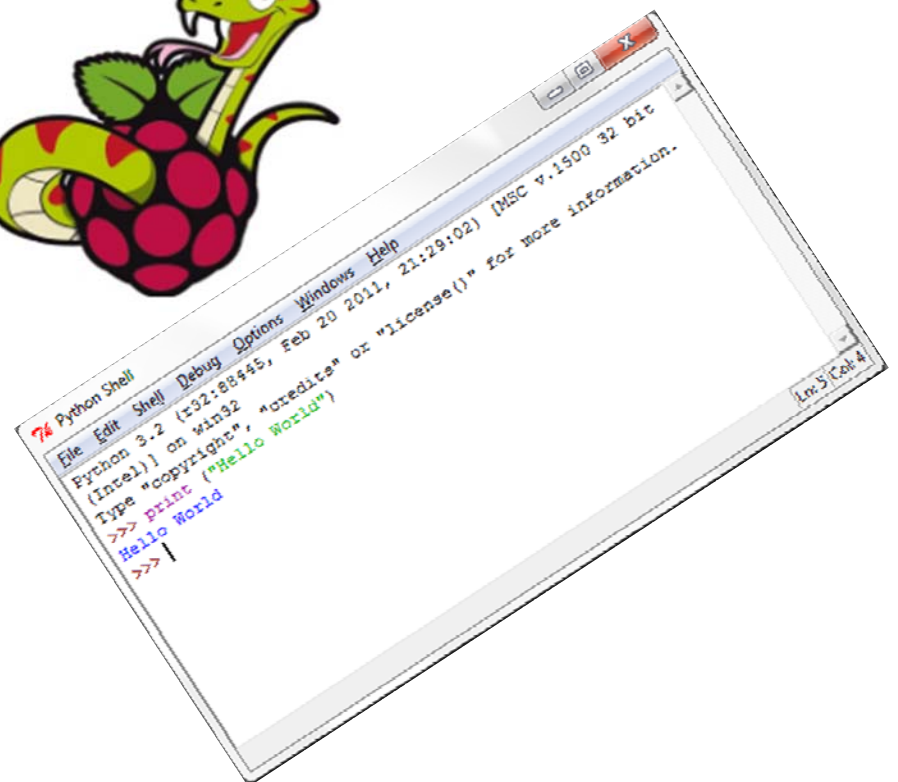 Python Shell
File Edit Shell Debug Options Windows Help
Python 3.2 (r32:88445, Feb 20 2011, 21:29:02) [MSC v.1500 32 bit
(Intel)] on win32
Type "copyright", "credits" or "license()" for more information.
>>> print ("Hello World")
Hello World
>>>
Ln: 5 Col: 4